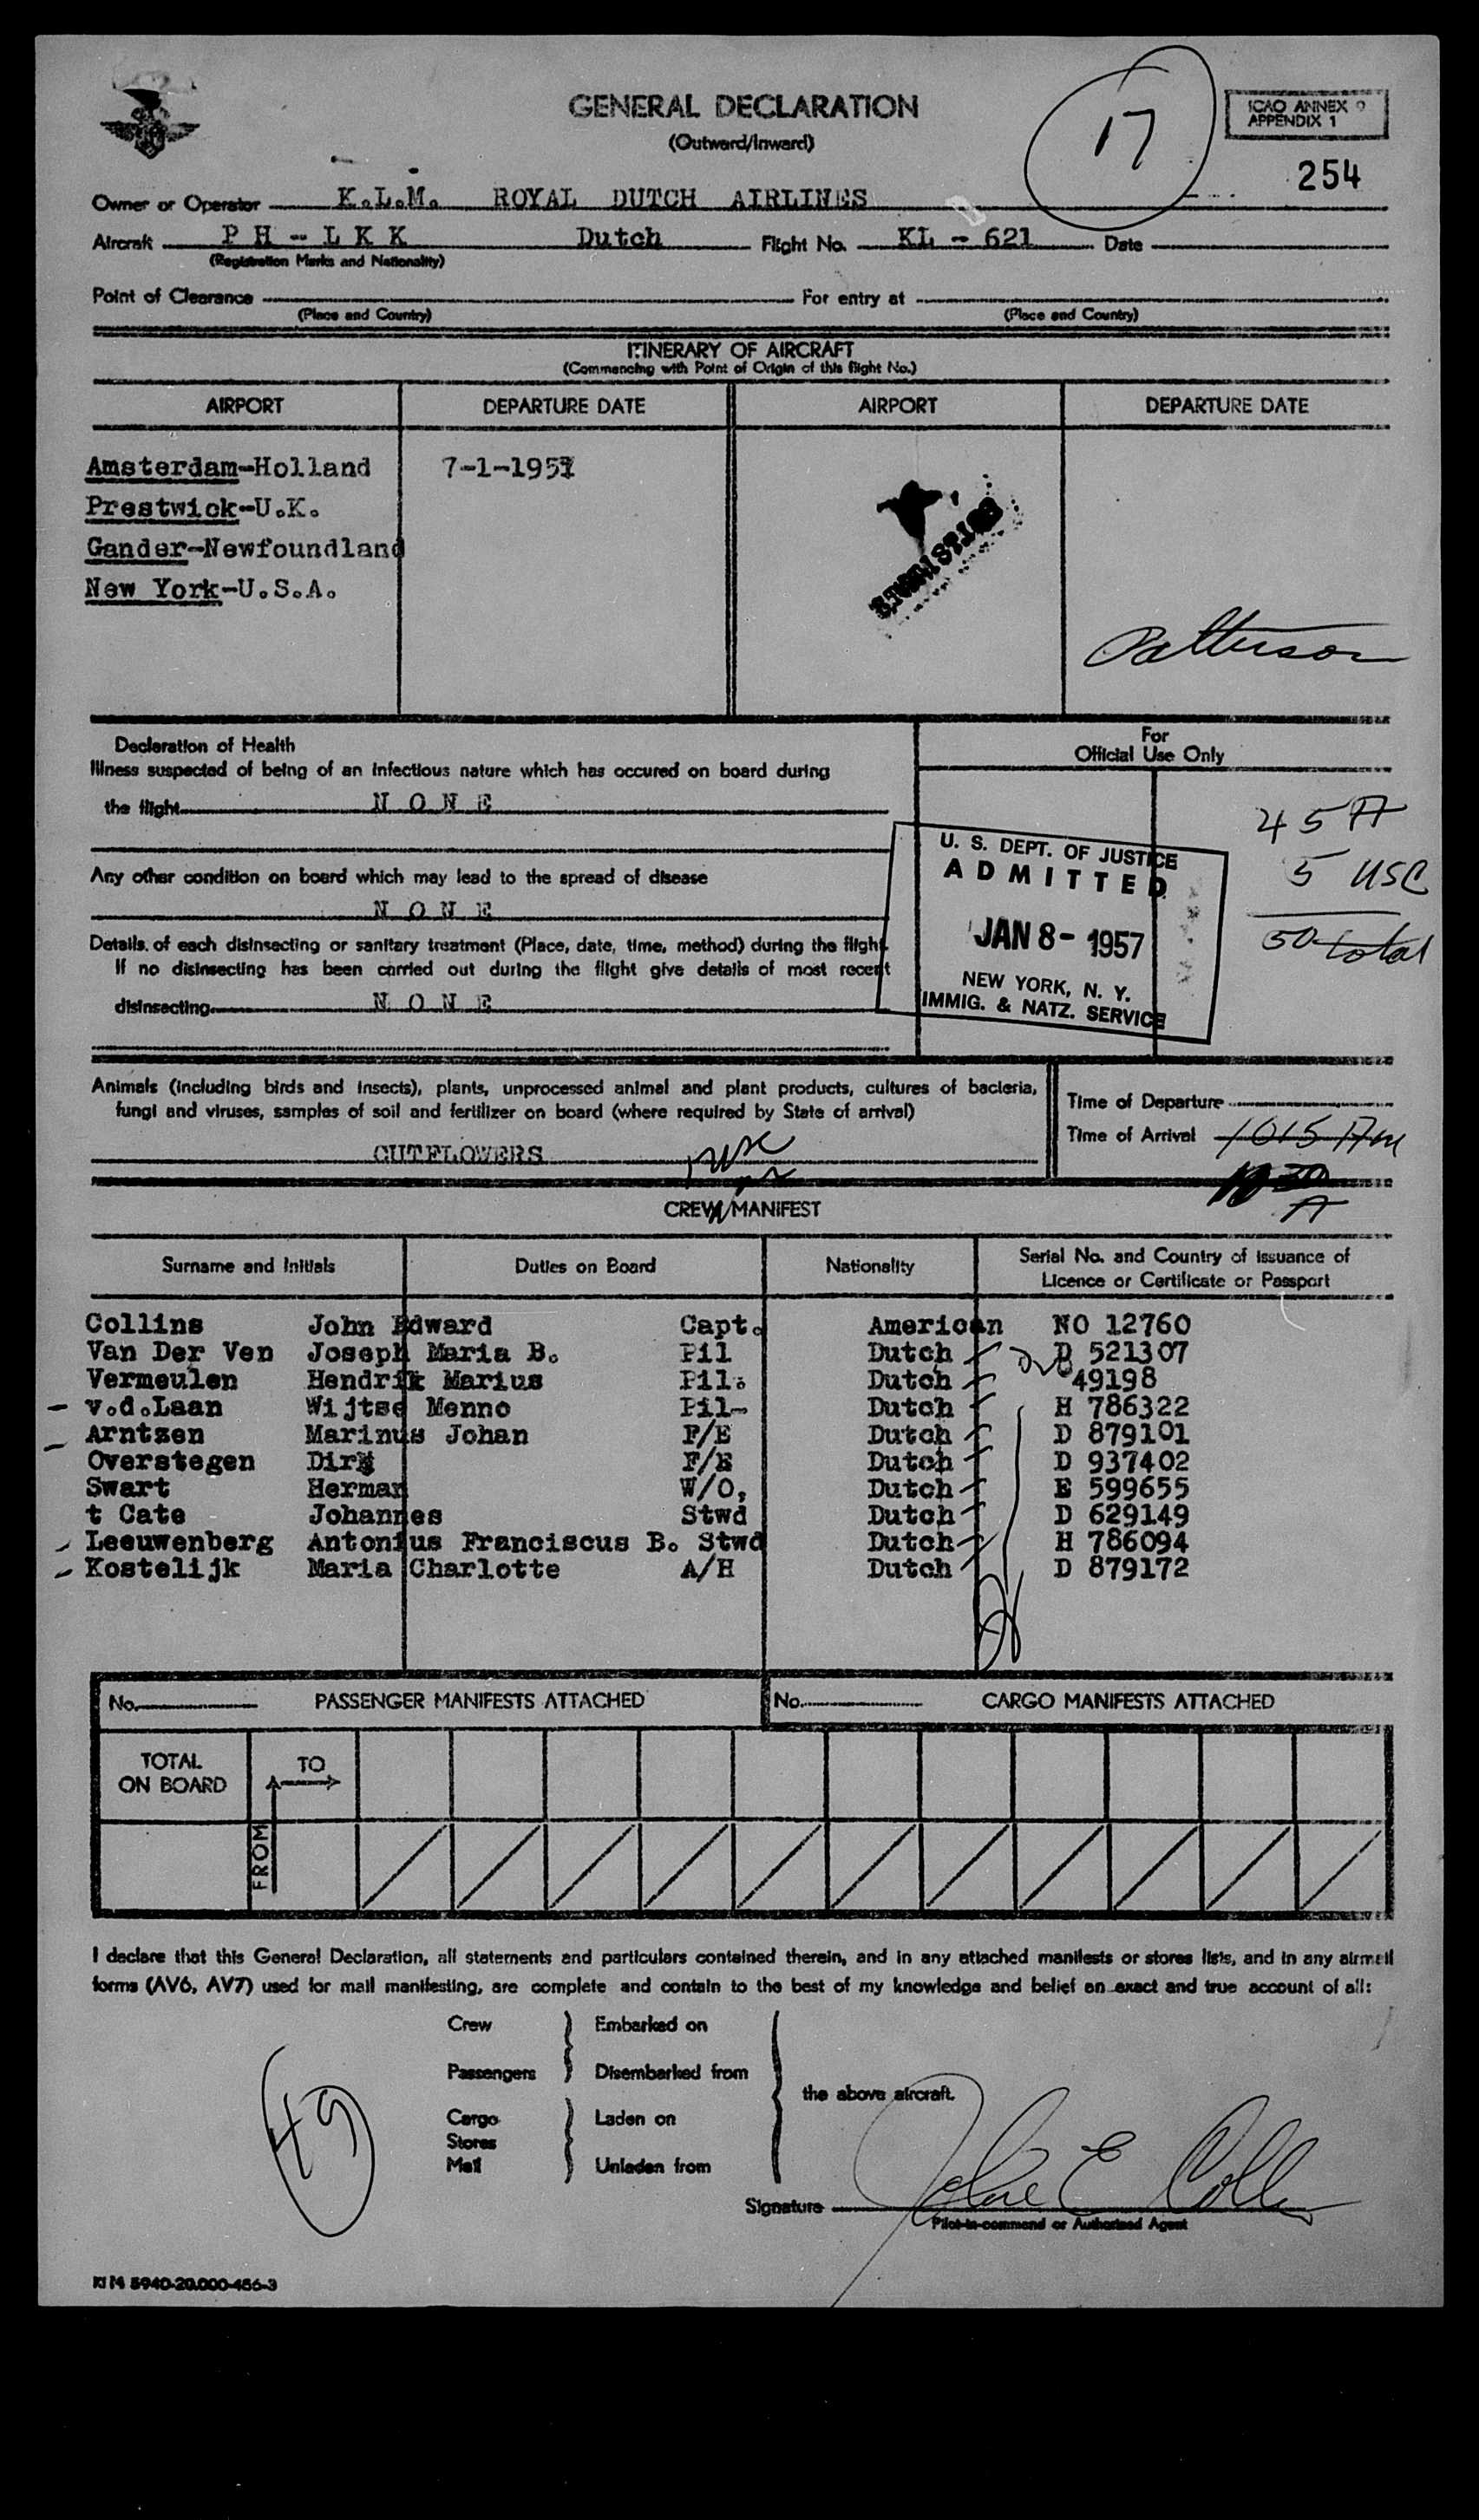 GENERAL DECLARATION
(Outward/Inward)
17
ICAO ANNEX 9
APPENDIX 1
254
Owner or Operator K.L.M. ROYAL DUTCH AIRLINES
Aircraft P H - L K K Dutch Flight No. KL - 621 Date
(Registration Marks and Nationality)
Point of Clearance For entry at
(Place and Country) (Place and Country)
ITINERARY OF AIRCRAFT
(Commencing with Point of Origin of this flight No.)
AIRPORT DEPARTURE DATE AIRPORT DEPARTURE DATE
Amsterdam-Holland 7-1-1957
Prestwick-U.K.
Gander-Newfoundland
New York-U.S.A.
Patterson
Declaration of Health
Illness suspected of being of an infectious nature which has occured on board during
the flight N O N E
Any other condition on board which may lead to the spread of disease
N O N E
Details of each disinsecting or sanitary treatment (Place, date, time, method) during the flight.
If no disinsecting has been carried out during the flight give details of most recent
disinsecting N O N E
For
Official Use Only
45 A
5 USC
50 total
U. S. DEPT. OF JUSTICE
ADMITTED
JAN 8- 1957
NEW YORK, N. Y.
IMMIG. & NATZ. SERVICE
Animals (including birds and insects), plants, unprocessed animal and plant products, cultures of bacteria,
fungi and viruses, samples of soil and fertilizer on board (where required by State of arrival)
CUTFLOWERS
Time of Departure
Time of Arrival 1015 AM
A
CREW MANIFEST
Surname and Initials Duties on Board Nationality Serial No. and Country of issuance of
Licence or Certificate or Passport
Collins John Edward Capt. American NO 12760
Van Der Ven Joseph Maria B. Pil Dutch D 521307
Vermeulen Hendrik Marius Pil. Dutch 49198
- v.d.Laan Wijtse Menno Pil- Dutch H 786322
Arntzen Marinus Johan F/E Dutch D 879101
Overstegen Dirk F/E Dutch D 937402
Swart Herman W/O, Dutch E 599655
t Cate Johannes Stwd Dutch D 629149
Leeuwenberg Antonius Franciscus B. Stwd Dutch H 786094
Kostelijk Maria Charlotte A/H Dutch D 879172
No. PASSENGER MANIFESTS ATTACHED No. CARGO MANIFESTS ATTACHED
TOTAL
ON BOARD
TO
FROM
I declare that this General Declaration, all statements and particulars contained therein, and in any attached manifests or stores lists, and in any airmail
forms (AV6, AV7) used for mail manifesting, are complete and contain to the best of my knowledge and belief an exact and true account of all:
Crew Embarked on
Passengers Disembarked from
the above aircraft.
Cargo Laden on
Stores
Mail Unladen from
49
Signature John E Collins
Pilot-in-command or Authorized Agent
5940-20.000-456-3